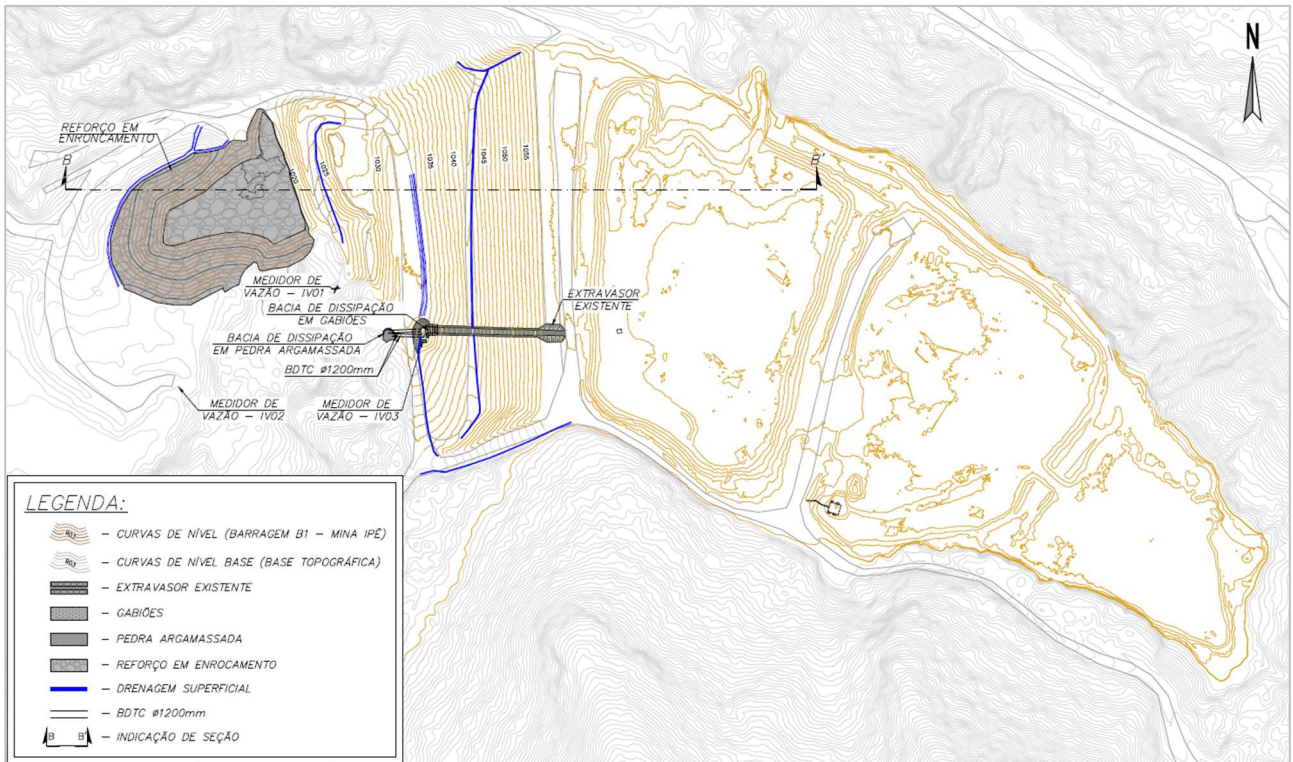 N
REFORÇO EM
ENRONCAMENTO
B
B'
1020
1025
1030
1035
1040
1045
1050
1055
MEDIDOR DE
VAZÃO – IV01
BACIA DE DISSIPAÇÃO
EM GABIÕES
EXTRAVASOR
EXISTENTE
BACIA DE DISSIPAÇÃO
EM PEDRA ARGAMASSADA
BDTC Ø1200mm
MEDIDOR DE
VAZÃO – IV02
MEDIDOR DE
VAZÃO – IV03
LEGENDA:
803
– CURVAS DE NÍVEL (BARRAGEM B1 – MINA IPÊ)
803
– CURVAS DE NÍVEL BASE (BASE TOPOGRÁFICA)
– EXTRAVASOR EXISTENTE
– GABIÕES
– PEDRA ARGAMASSADA
– REFORÇO EM ENROCAMENTO
– DRENAGEM SUPERFICIAL
– BDTC Ø1200mm
B B' – INDICAÇÃO DE SEÇÃO